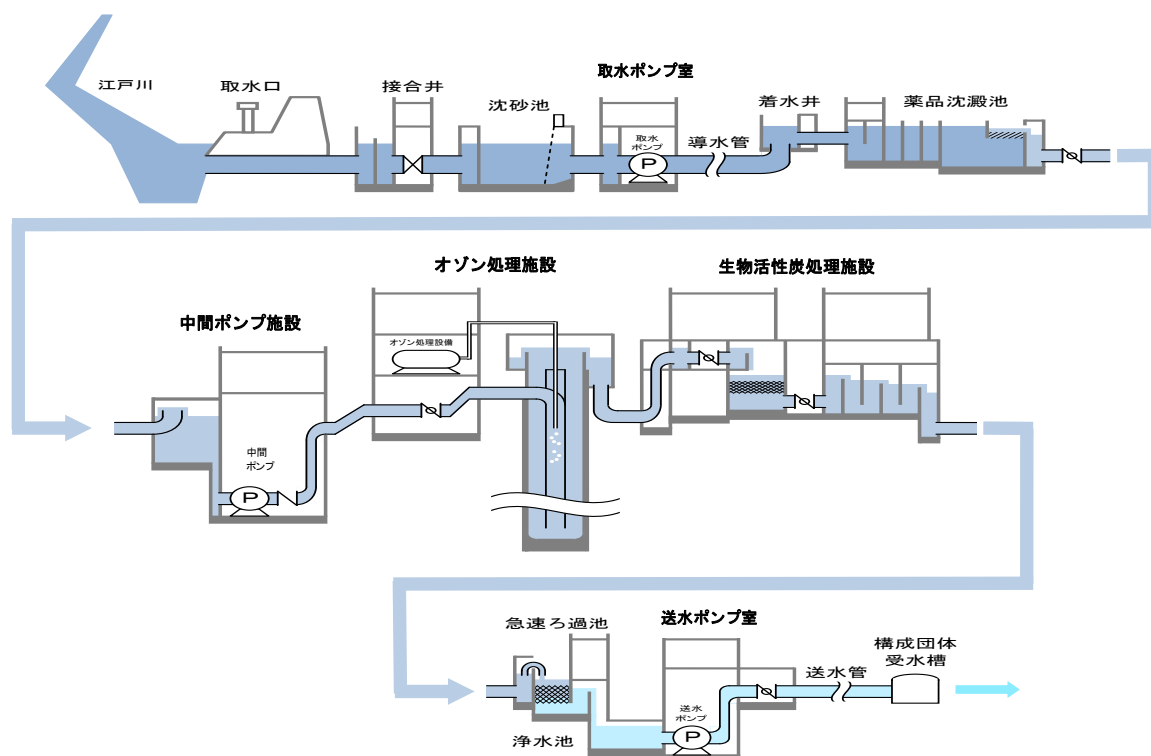 江戸川
取水口
接合井
沈砂池
取水ポンプ室
取水
ポンプ
P
導水管
着水井
薬品沈澱池
中間ポンプ施設
中間
ポンプ
P
オゾン処理施設
オゾン処理設備
生物活性炭処理施設
急速ろ過池
浄水池
送水ポンプ室
送水
ポンプ
P
送水管
構成団体
受水槽